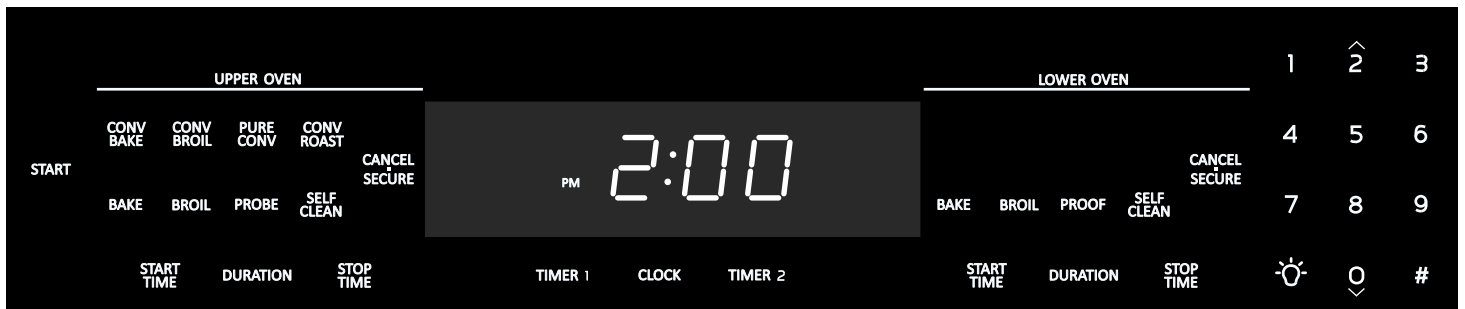 START
UPPER OVEN
CONV BAKE
CONV BROIL
PURE CONV
CONV ROAST
CANCEL
SECURE
BAKE
BROIL
PROBE
SELF CLEAN
START TIME
DURATION
STOP TIME
PM 2:00
TIMER 1
CLOCK
TIMER 2
LOWER OVEN
CANCEL
SECURE
BAKE
BROIL
PROOF
SELF CLEAN
START TIME
DURATION
STOP TIME
1 2 3
4 5 6
7 8 9
0 #